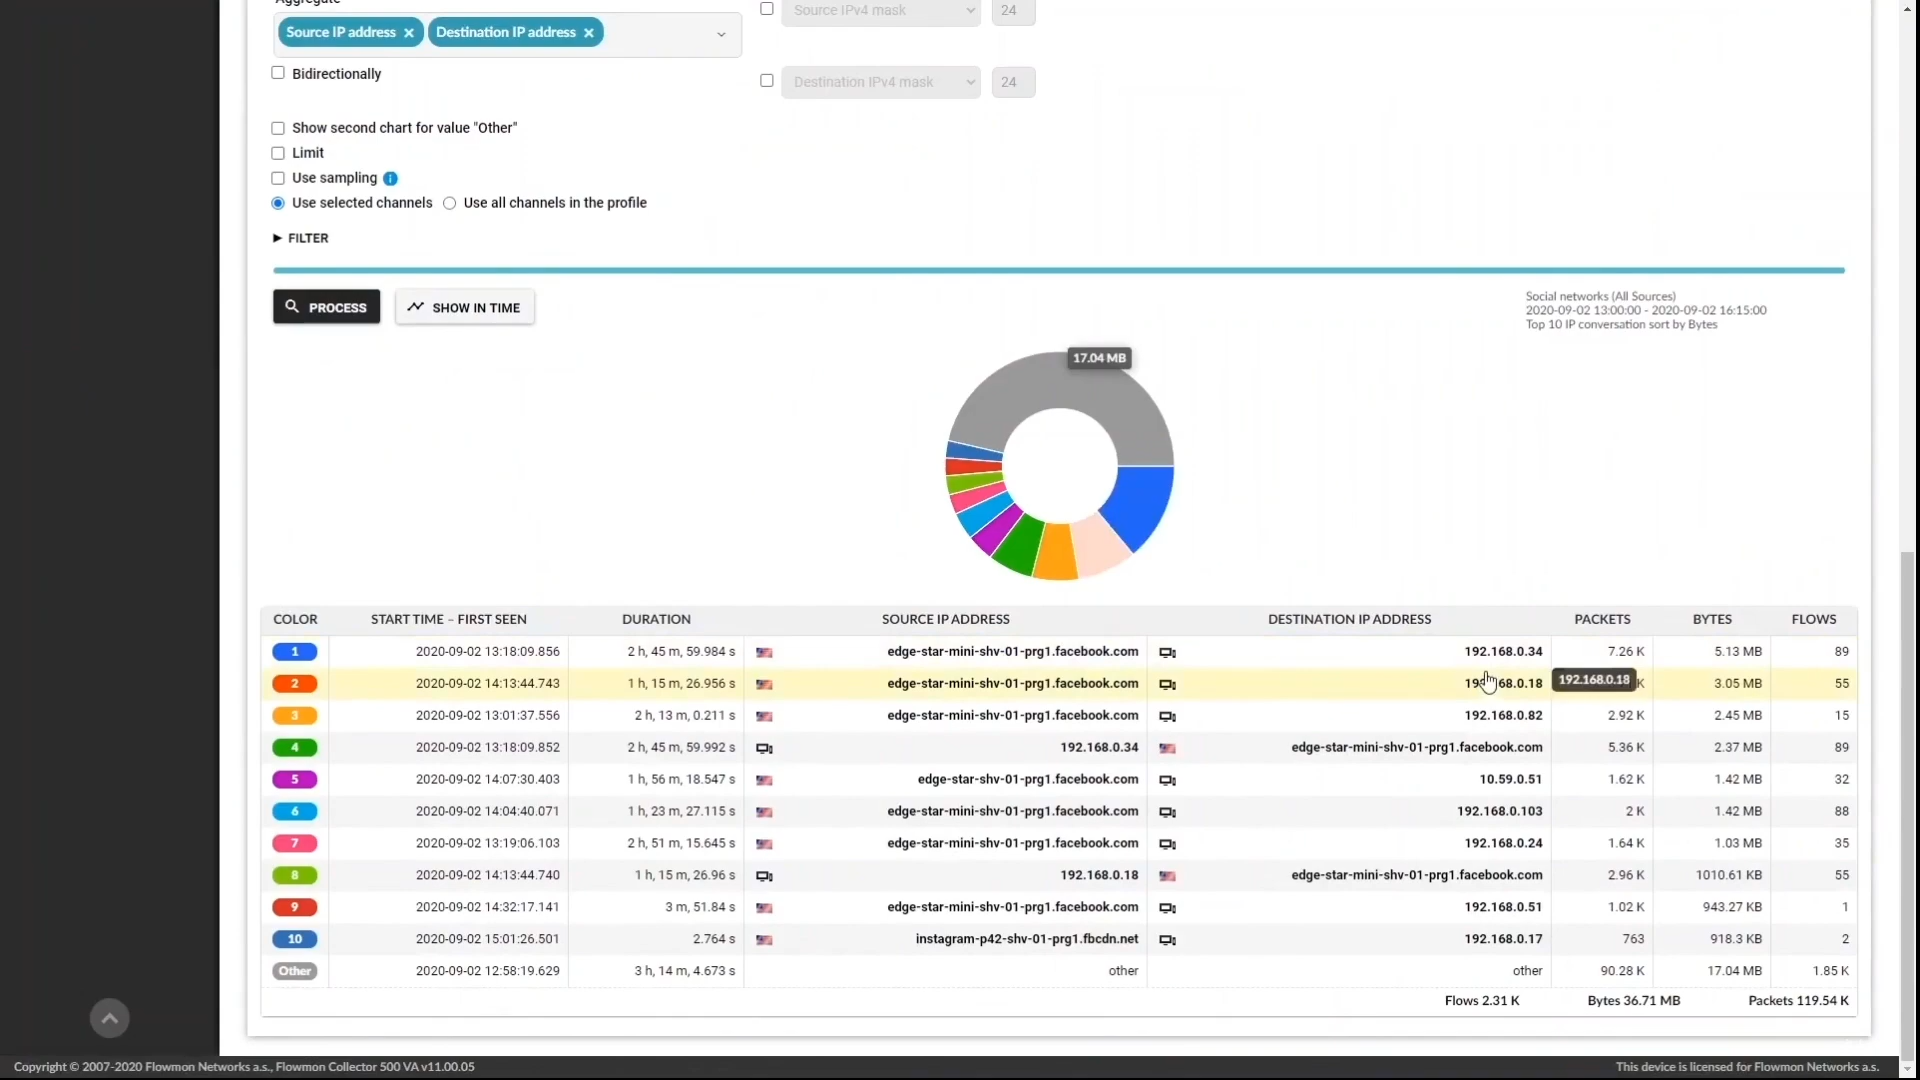 Aggregate
Source IP address × Destination IP address ×
Source IPv4 mask 24
Bidirectionally
Destination IPv4 mask 24
Show second chart for value "Other"
Limit
Use sampling i
Use selected channels Use all channels in the profile
FILTER
PROCESS SHOW IN TIME
Social networks (All Sources)
2020-09-02 13:00:00 - 2020-09-02 16:15:00
Top 10 IP conversation sort by Bytes
17.04 MB
COLOR START TIME – FIRST SEEN DURATION SOURCE IP ADDRESS DESTINATION IP ADDRESS PACKETS BYTES FLOWS
1 2020-09-02 13:18:09.856 2 h, 45 m, 59.984 s edge-star-mini-shv-01-prg1.facebook.com 192.168.0.34 7.26 K 5.13 MB 89
2 2020-09-02 14:13:44.743 1 h, 15 m, 26.956 s edge-star-mini-shv-01-prg1.facebook.com 192.168.0.18 192.168.0.18 K 3.05 MB 55
3 2020-09-02 13:01:37.556 2 h, 13 m, 0.211 s edge-star-mini-shv-01-prg1.facebook.com 192.168.0.82 2.92 K 2.45 MB 15
4 2020-09-02 13:18:09.852 2 h, 45 m, 59.992 s 192.168.0.34 edge-star-mini-shv-01-prg1.facebook.com 5.36 K 2.37 MB 89
5 2020-09-02 14:07:30.403 1 h, 56 m, 18.547 s edge-star-shv-01-prg1.facebook.com 10.59.0.51 1.62 K 1.42 MB 32
6 2020-09-02 14:04:40.071 1 h, 23 m, 27.115 s edge-star-mini-shv-01-prg1.facebook.com 192.168.0.103 2 K 1.42 MB 88
7 2020-09-02 13:19:06.103 2 h, 51 m, 15.645 s edge-star-mini-shv-01-prg1.facebook.com 192.168.0.24 1.64 K 1.03 MB 35
8 2020-09-02 14:13:44.740 1 h, 15 m, 26.96 s 192.168.0.18 edge-star-mini-shv-01-prg1.facebook.com 2.96 K 1010.61 KB 55
9 2020-09-02 14:32:17.141 3 m, 51.84 s edge-star-mini-shv-01-prg1.facebook.com 192.168.0.51 1.02 K 943.27 KB 1
10 2020-09-02 15:01:26.501 2.764 s instagram-p42-shv-01-prg1.fbcdn.net 192.168.0.17 763 918.3 KB 2
Other 2020-09-02 12:58:19.629 3 h, 14 m, 4.673 s other other 90.28 K 17.04 MB 1.85 K
Flows 2.31 K Bytes 36.71 MB Packets 119.54 K
Copyright © 2007-2020 Flowmon Networks a.s., Flowmon Collector 500 VA v11.00.05
This device is licensed for Flowmon Networks a.s.